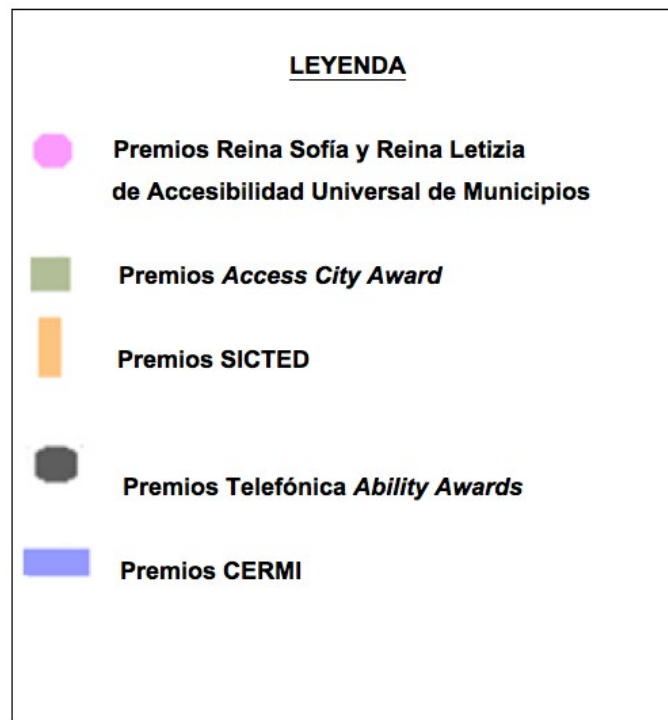 LEYENDA
Premios Reina Sofía y Reina Letizia
de Accesibilidad Universal de Municipios
Premios Access City Award
Premios SICTED
Premios Telefónica Ability Awards
Premios CERMI